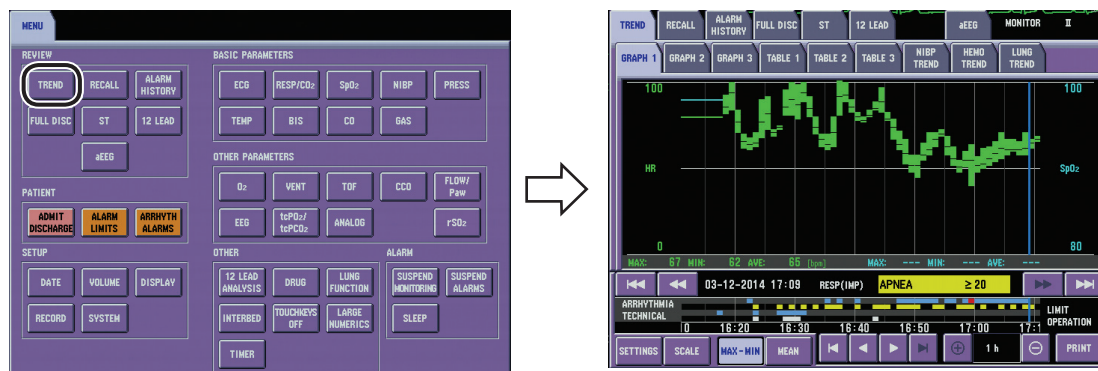 MENU
REVIEW
TREND RECALL ALARM HISTORY
FULL DISC ST 12 LEAD
aEEG
PATIENT
ADMIT DISCHARGE ALARM LIMITS ARRHYTH ALARMS
SETUP
DATE VOLUME DISPLAY
RECORD SYSTEM
BASIC PARAMETERS
ECG RESP/CO2 SpO2 NIBP PRESS
TEMP BIS CO GAS
OTHER PARAMETERS
O2 VENT TOF CCO FLOW/Paw
EEG tcPO2/tcPCO2 ANALOG rSO2
OTHER
12 LEAD ANALYSIS DRUG LUNG FUNCTION
INTERBED TOUCHKEYS OFF LARGE NUMERICS
TIMER
ALARM
SUSPEND MONITORING SUSPEND ALARMS
SLEEP
TREND RECALL ALARM HISTORY FULL DISC ST 12 LEAD aEEG MONITOR II
GRAPH 1 GRAPH 2 GRAPH 3 TABLE 1 TABLE 2 TABLE 3 NIBP TREND HEMO TREND LUNG TREND
100 100
HR SpO2
0 80
MAX: 67 MIN: 62 AVE: 65 [bpm] MAX: --- MIN: --- AVE:
03-12-2014 17:09 RESP(IMP) APNEA ≥ 20
ARRHYTHMIA
TECHNICAL
LIMIT
OPERATION
0 16:20 16:30 16:40 16:50 17:00 17:1
SETTINGS SCALE MAX-MIN MEAN 1 h PRINT